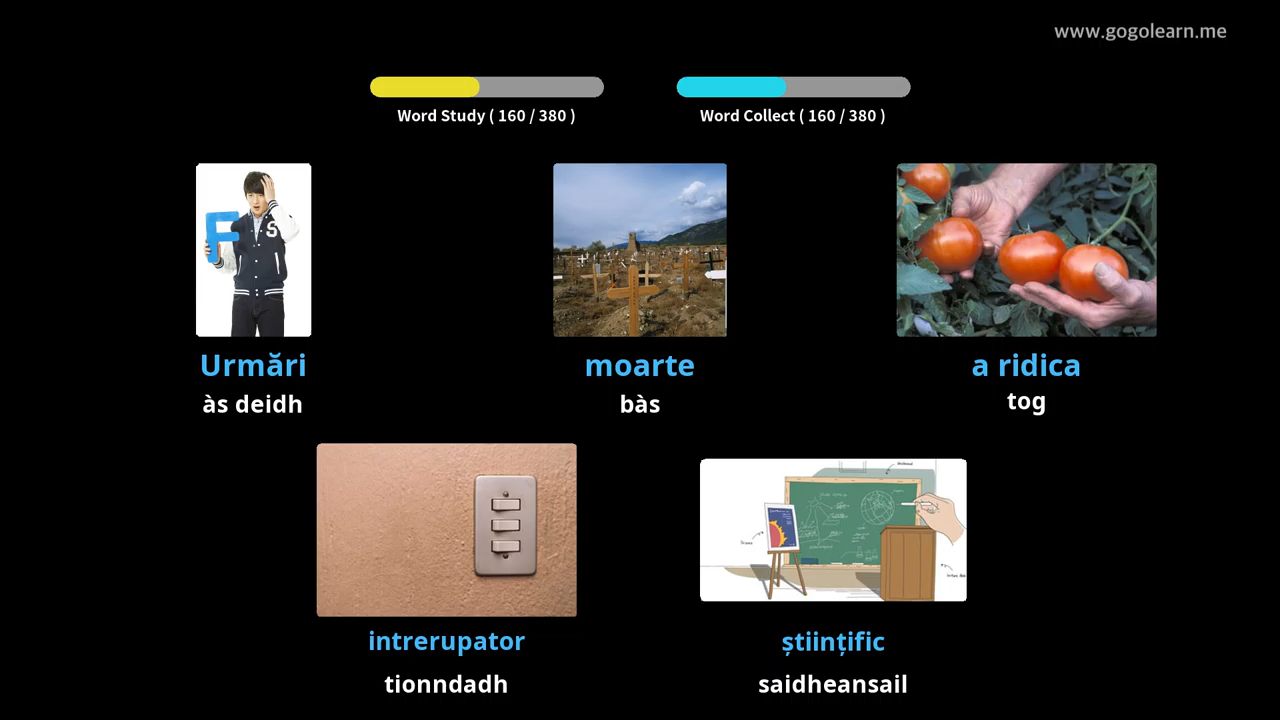 www.gogolearn.me
Word Study ( 160 / 380 )
Word Collect ( 160 / 380 )
F
S
Urmări
às deidh
moarte
bàs
a ridica
tog
intrerupator
tionndadh
științific
saidheansail